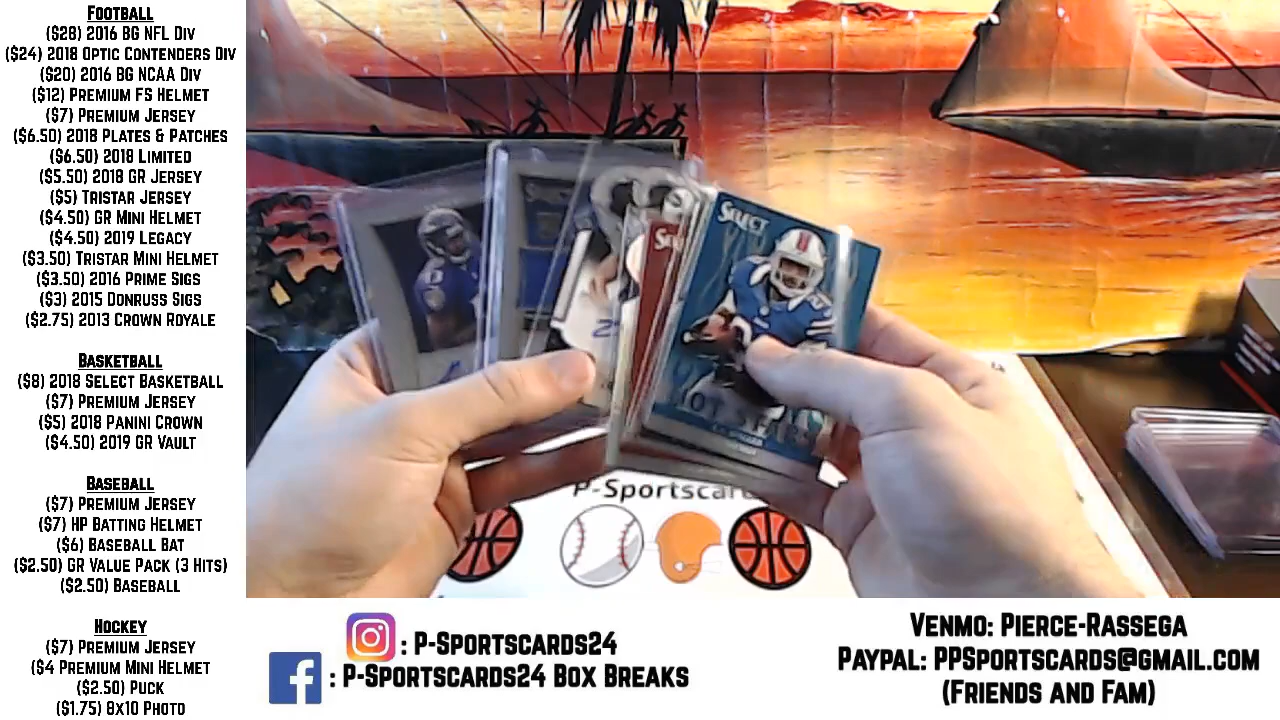 Football
($28) 2016 BG NFL Div
($24) 2018 Optic Contenders Div
($20) 2016 BG NCAA Div
($12) Premium FS Helmet
($7) Premium Jersey
($6.50) 2018 Plates & Patches
($6.50) 2018 Limited
($5.50) 2018 GR Jersey
($5) Tristar Jersey
($4.50) GR Mini Helmet
($4.50) 2019 Legacy
($3.50) Tristar Mini Helmet
($3.50) 2016 Prime Sigs
($3) 2015 Donruss Sigs
($2.75) 2013 Crown Royale
Basketball
($8) 2018 Select Basketball
($7) Premium Jersey
($5) 2018 Panini Crown
($4.50) 2019 GR Vault
Baseball
($7) Premium Jersey
($7) HP Batting Helmet
($6) Baseball Bat
($2.50) GR Value Pack (3 Hits)
($2.50) Baseball
Hockey
($7) Premium Jersey
($4 Premium Mini Helmet
($2.50) Puck
($1.75) 8x10 Photo
Select
P-Sportscar
: P-Sportscards24
: P-Sportscards24 Box Breaks
Venmo: Pierce-Rassega
Paypal: PPSportscards@gmail.com
(Friends and Fam)